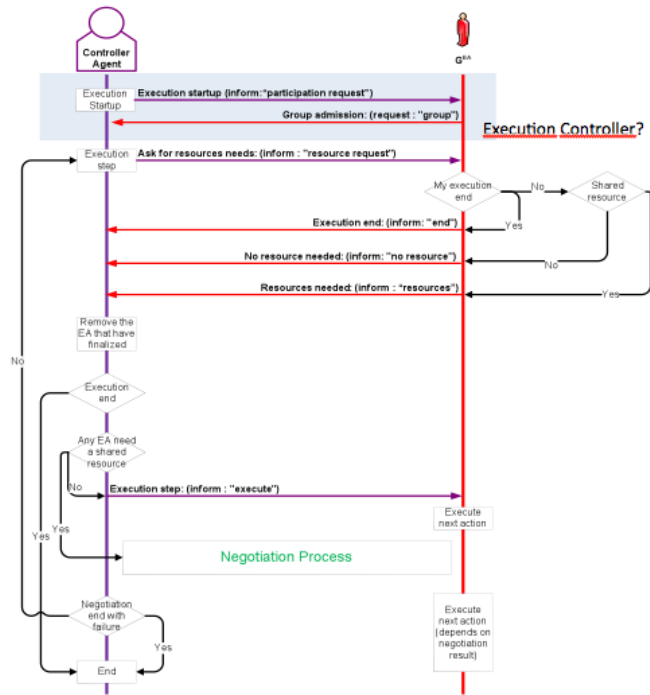 Controller
Agent
G^EA
Execution
Startup
Execution startup (inform:"participation request")
Group admission: (request : "group")
Execution Controller?
Execution
step
Ask for resources needs: (inform : "resource request")
My execution
end
No
Shared
resource
Yes
Execution end: (inform: "end")
No resource needed: (inform: "no resource")
No
Resources needed: (inform : "resources")
Yes
Remove the
EA that have
finalized
No
Execution
end
Any EA need
a shared
resource
No
Execution step: (inform : "execute")
Execute
next action
Yes
Yes
Negotiation Process
Negotiation
end with
failure
Yes
Execute
next action
(depends on
negotiation
result)
End